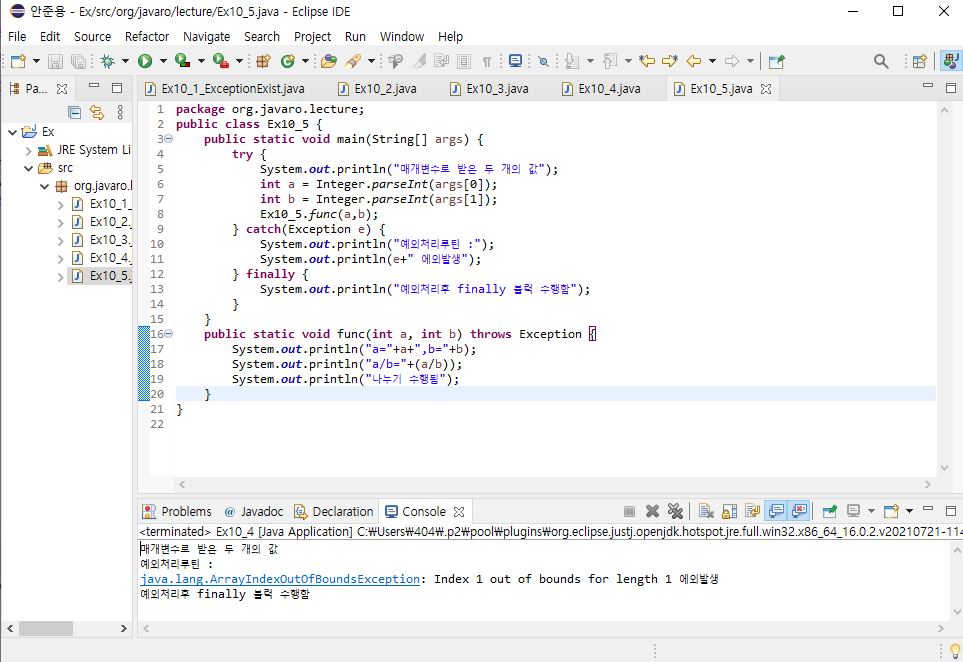 안준용 - Ex/src/org/javaro/lecture/Ex10_5.java - Eclipse IDE
File Edit Source Refactor Navigate Search Project Run Window Help
Pa...
Ex
JRE System Li
src
org.javaro.l
Ex10_1_
Ex10_2.
Ex10_3.
Ex10_4.
Ex10_5.
Ex10_1_ExceptionExist.java Ex10_2.java Ex10_3.java Ex10_4.java Ex10_5.java
1 package org.javaro.lecture;
2 public class Ex10_5 {
3 public static void main(String[] args) {
4 try {
5 System.out.println("매개변수로 받은 두 개의 값");
6 int a = Integer.parseInt(args[0]);
7 int b = Integer.parseInt(args[1]);
8 Ex10_5.func(a,b);
9 } catch(Exception e) {
10 System.out.println("예외처리루틴 :");
11 System.out.println(e+" 예외발생");
12 } finally {
13 System.out.println("예외처리후 finally 블럭 수행함");
14 }
15 }
16 public static void func(int a, int b) throws Exception {
17 System.out.println("a="+a+",b="+b);
18 System.out.println("a/b="+(a/b));
19 System.out.println("나누기 수행됨");
20 }
21 }
22
Problems @ Javadoc Declaration Console
<terminated> Ex10_4 [Java Application] C:₩Users₩404₩.p2₩pool₩plugins₩org.eclipse.justj.openjdk.hotspot.jre.full.win32.x86_64_16.0.2.v20210721-114
매개변수로 받은 두 개의 값
예외처리루틴 :
java.lang.ArrayIndexOutOfBoundsException: Index 1 out of bounds for length 1 예외발생
예외처리후 finally 블럭 수행함